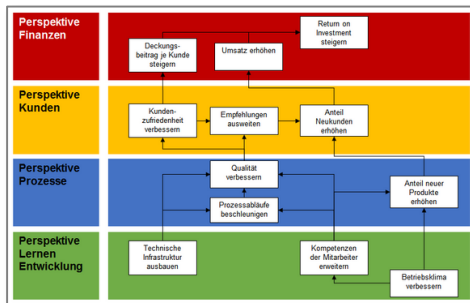 Perspektive
Finanzen
Deckungs-
beitrag je Kunde
steigern
Umsatz erhöhen
Return on
Investment
steigern
Perspektive
Kunden
Kunden-
zufriedenheit
verbessern
Empfehlungen
ausweiten
Anteil
Neukunden
erhöhen
Perspektive
Prozesse
Qualität
verbessern
Prozessabläufe
beschleunigen
Anteil neuer
Produkte
erhöhen
Perspektive
Lernen
Entwicklung
Technische
Infrastruktur
ausbauen
Kompetenzen
der Mitarbeiter
erweitern
Betriebsklima
verbessern